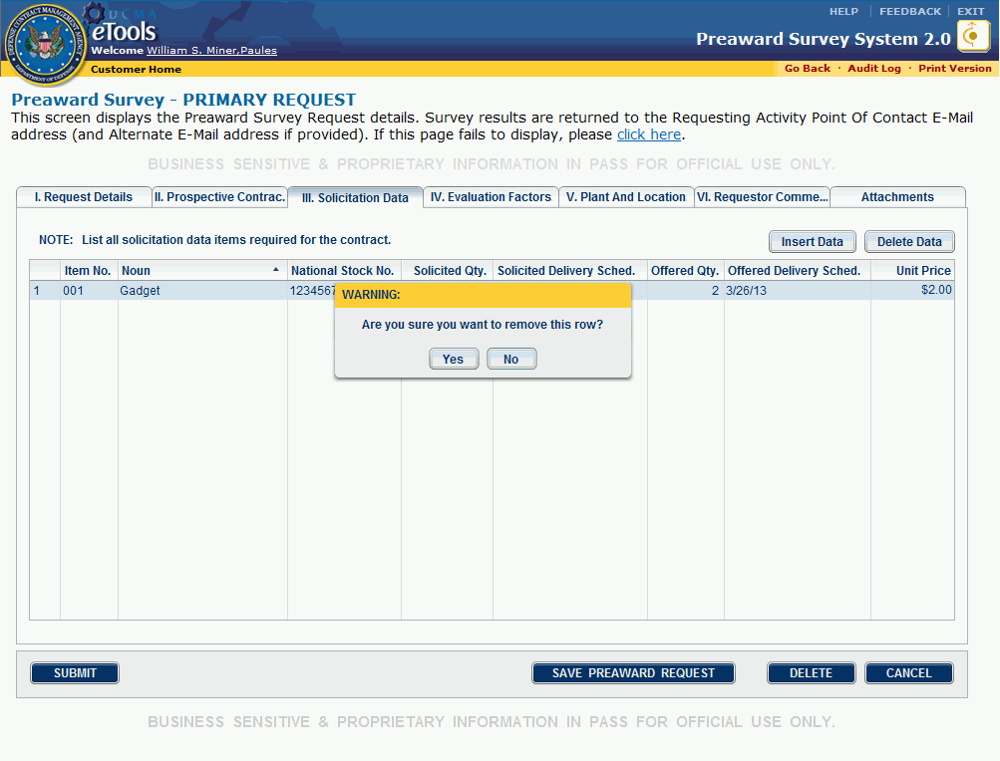 HELP FEEDBACK EXIT
DCMA
eTools
Welcome William S. Miner,Paules
Preaward Survey System 2.0
DEFENSE CONTRACT MANAGEMENT AGENCY
DEPARTMENT OF DEFENSE
Customer Home
Go Back · Audit Log · Print Version
Preaward Survey - PRIMARY REQUEST
This screen displays the Preaward Survey Request details. Survey results are returned to the Requesting Activity Point Of Contact E-Mail
address (and Alternate E-Mail address if provided). If this page fails to display, please click here.
BUSINESS SENSITIVE & PROPRIETARY INFORMATION IN PASS FOR OFFICIAL USE ONLY.
I. Request Details II. Prospective Contrac. III. Solicitation Data IV. Evaluation Factors V. Plant And Location VI. Requestor Comme... Attachments
NOTE: List all solicitation data items required for the contract.
Insert Data Delete Data
Item No. Noun National Stock No. Solicited Qty. Solicited Delivery Sched. Offered Qty. Offered Delivery Sched. Unit Price
1 001 Gadget 1234567 2 3/26/13 $2.00
WARNING:
Are you sure you want to remove this row?
Yes No
SUBMIT SAVE PREAWARD REQUEST DELETE CANCEL
BUSINESS SENSITIVE & PROPRIETARY INFORMATION IN PASS FOR OFFICIAL USE ONLY.